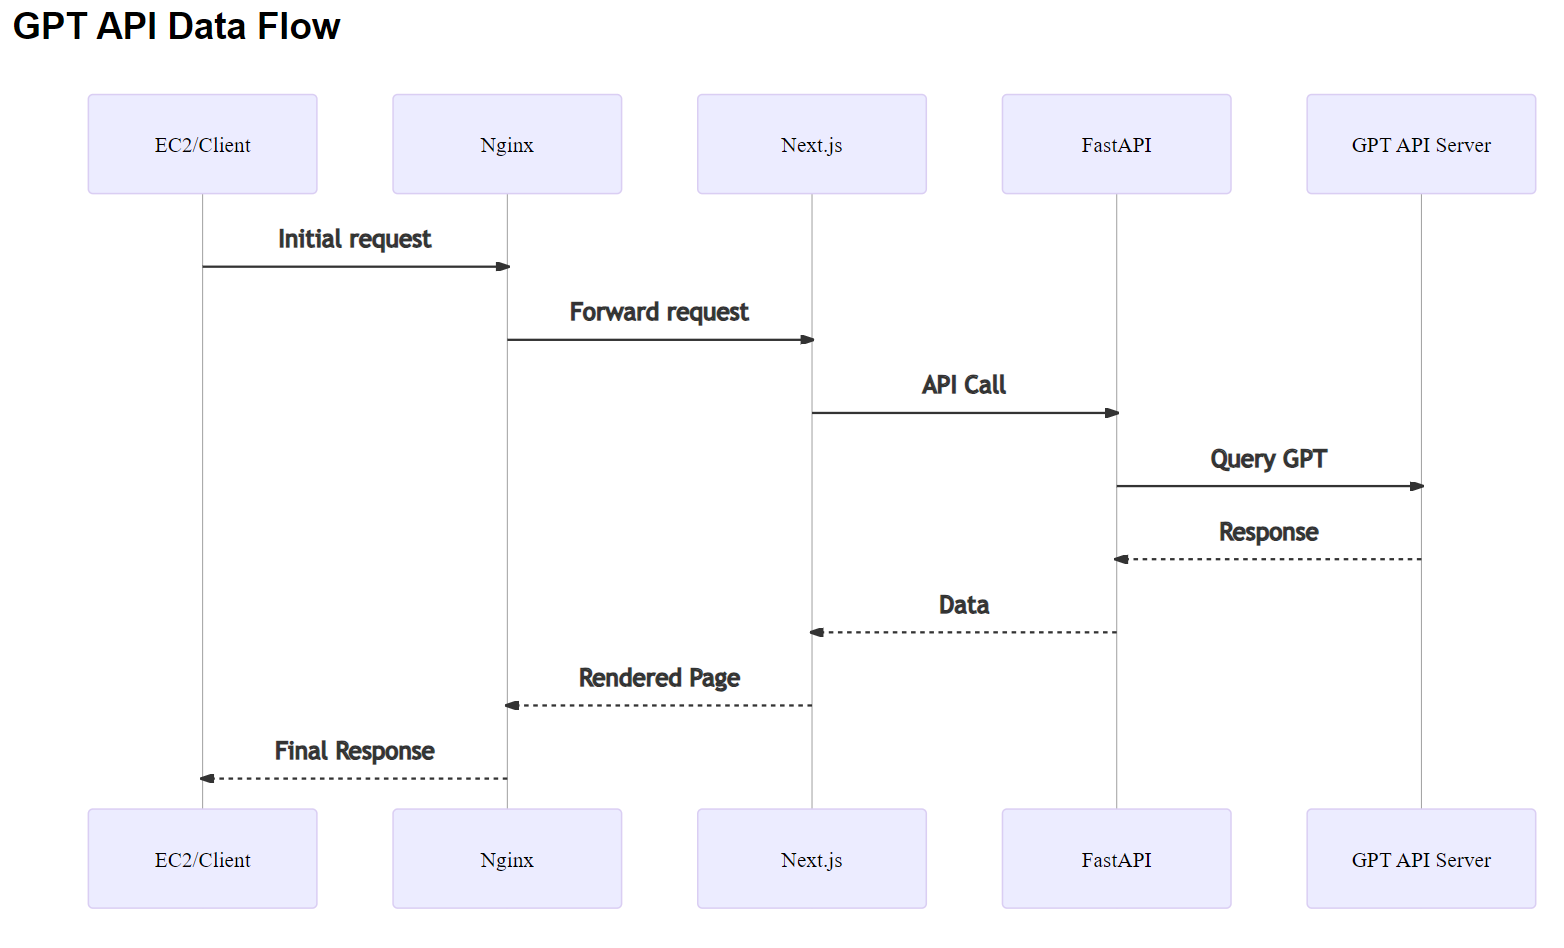 GPT API Data Flow
EC2/Client
Nginx
Next.js
FastAPI
GPT API Server
Initial request
Forward request
API Call
Query GPT
Response
Data
Rendered Page
Final Response
EC2/Client
Nginx
Next.js
FastAPI
GPT API Server